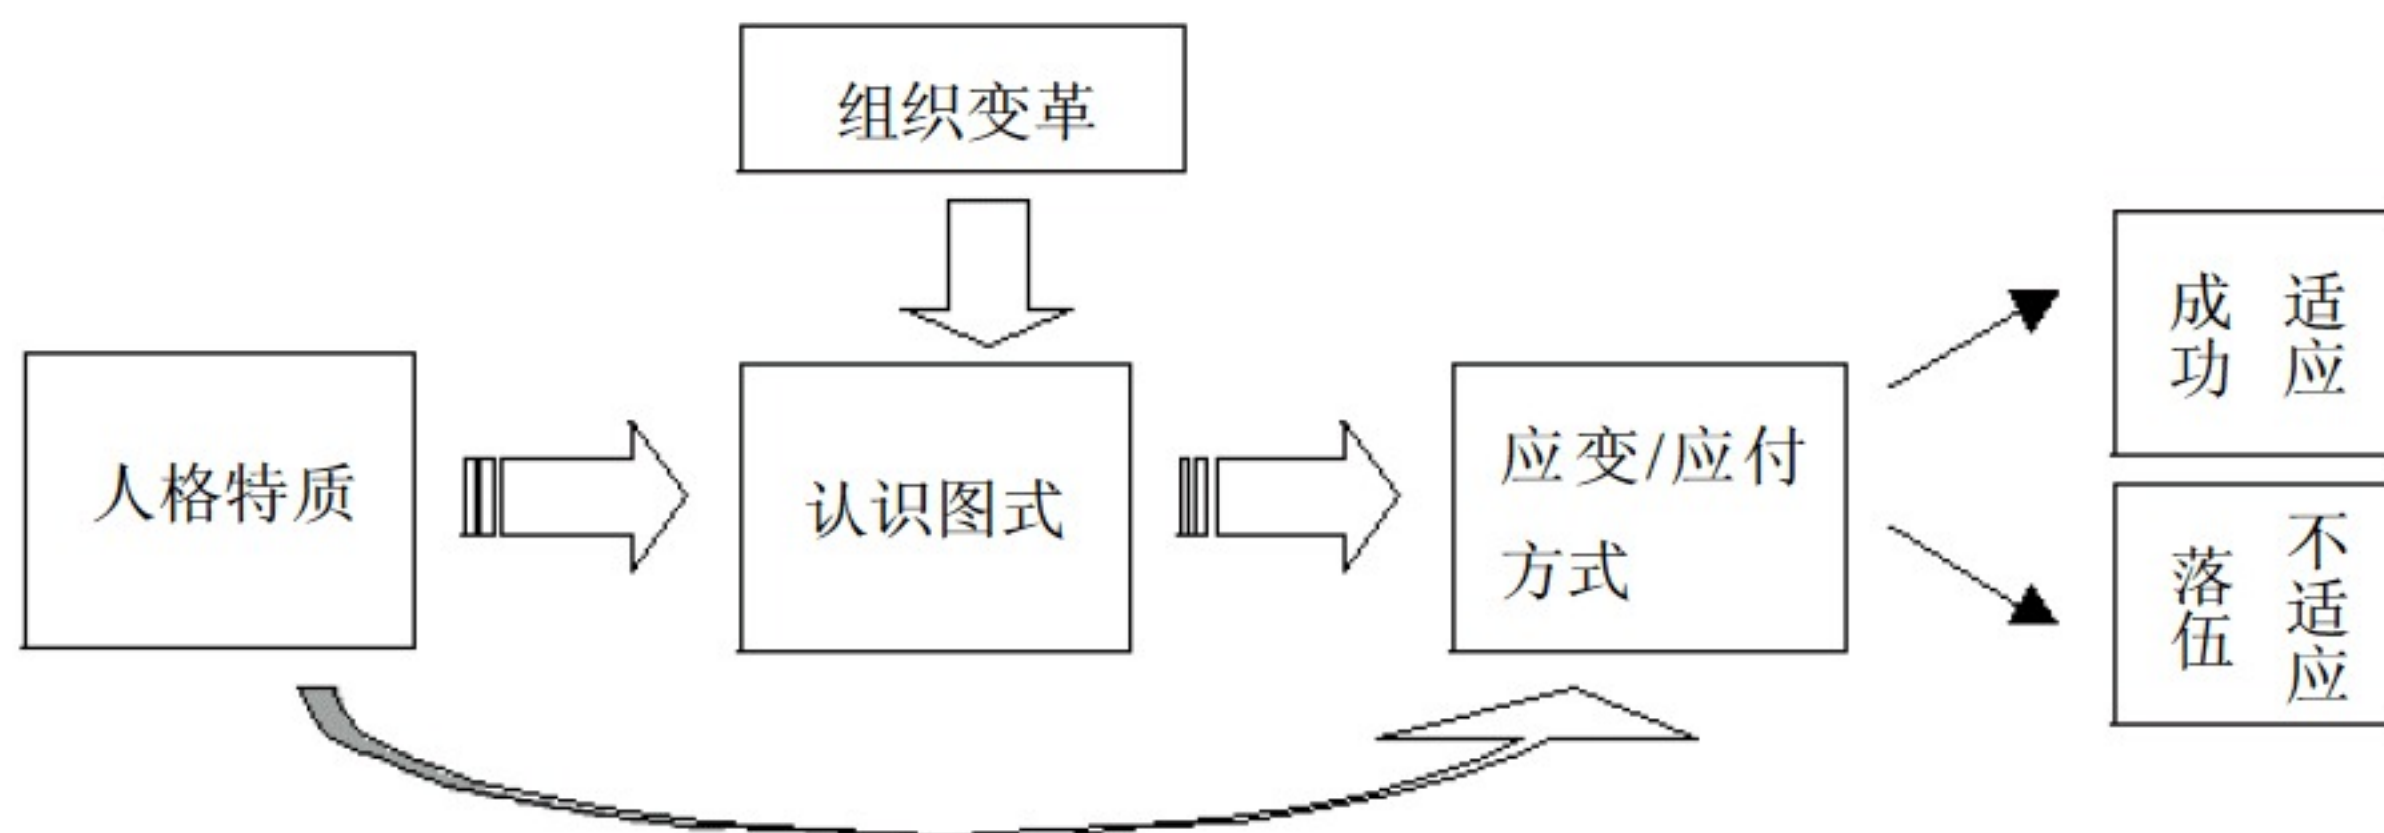 组织变革
人格特质
认识图式
应变/应付
方式
成功
适应
落伍
不适应